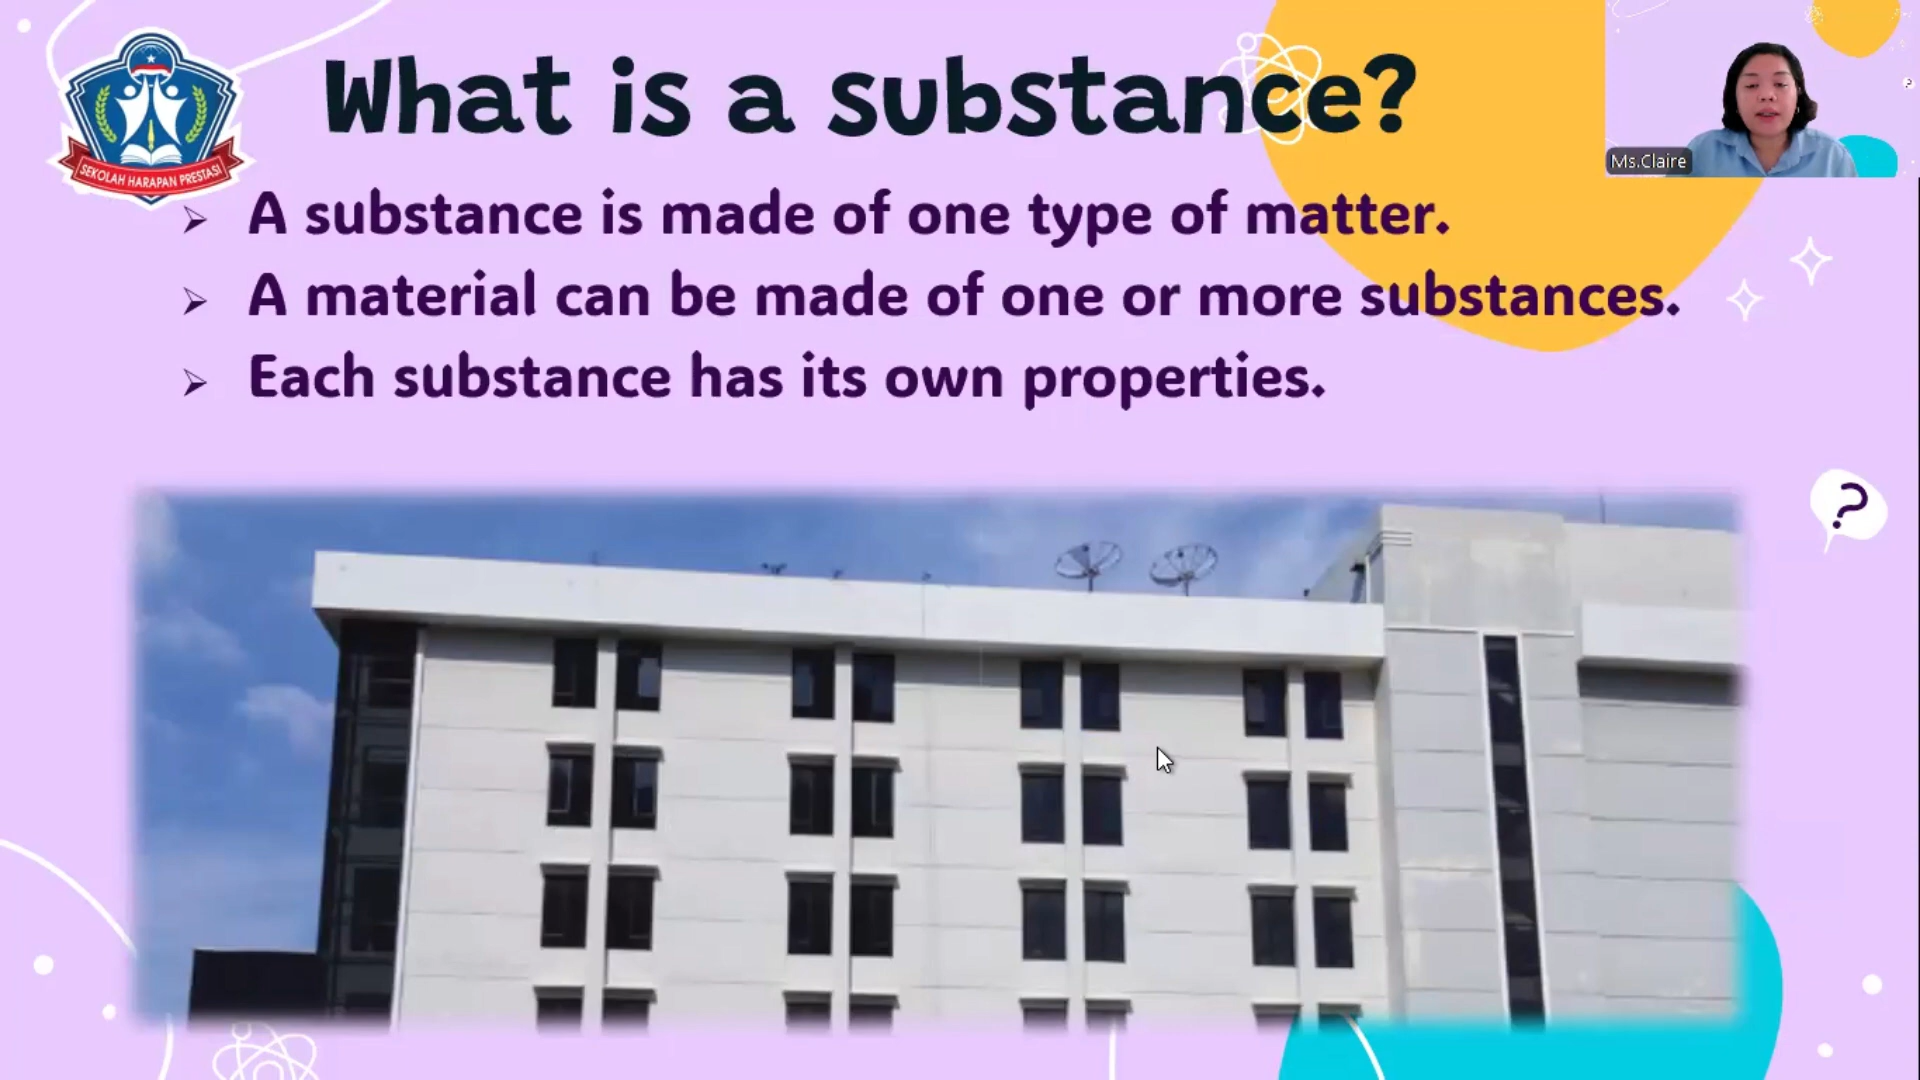 What is a substance?
SEKOLAH HARAPAN PRESTASI
Ms.Claire
➢ A substance is made of one type of matter.
➢ A material can be made of one or more substances.
➢ Each substance has its own properties.
?
?